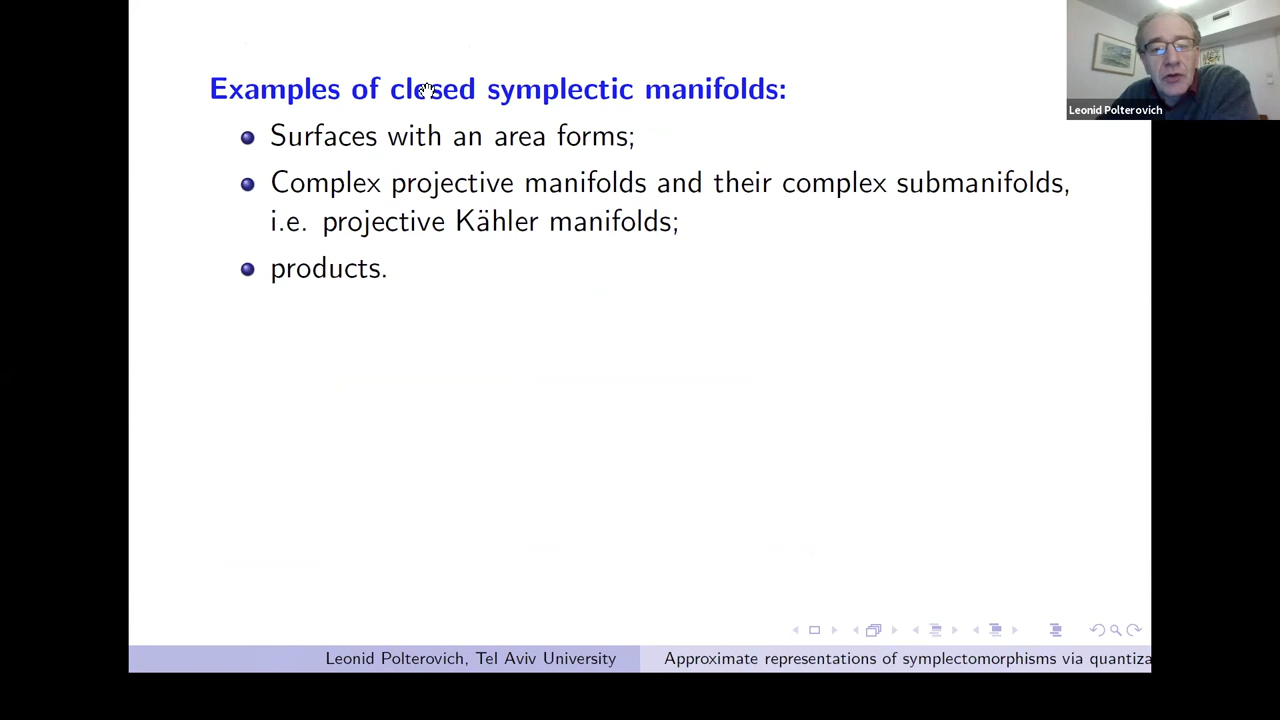 Leonid Polterovich
Examples of closed symplectic manifolds:
Surfaces with an area forms;
Complex projective manifolds and their complex submanifolds,
i.e. projective Kähler manifolds;
products.
Leonid Polterovich, Tel Aviv University
Approximate representations of symplectomorphisms via quantiza